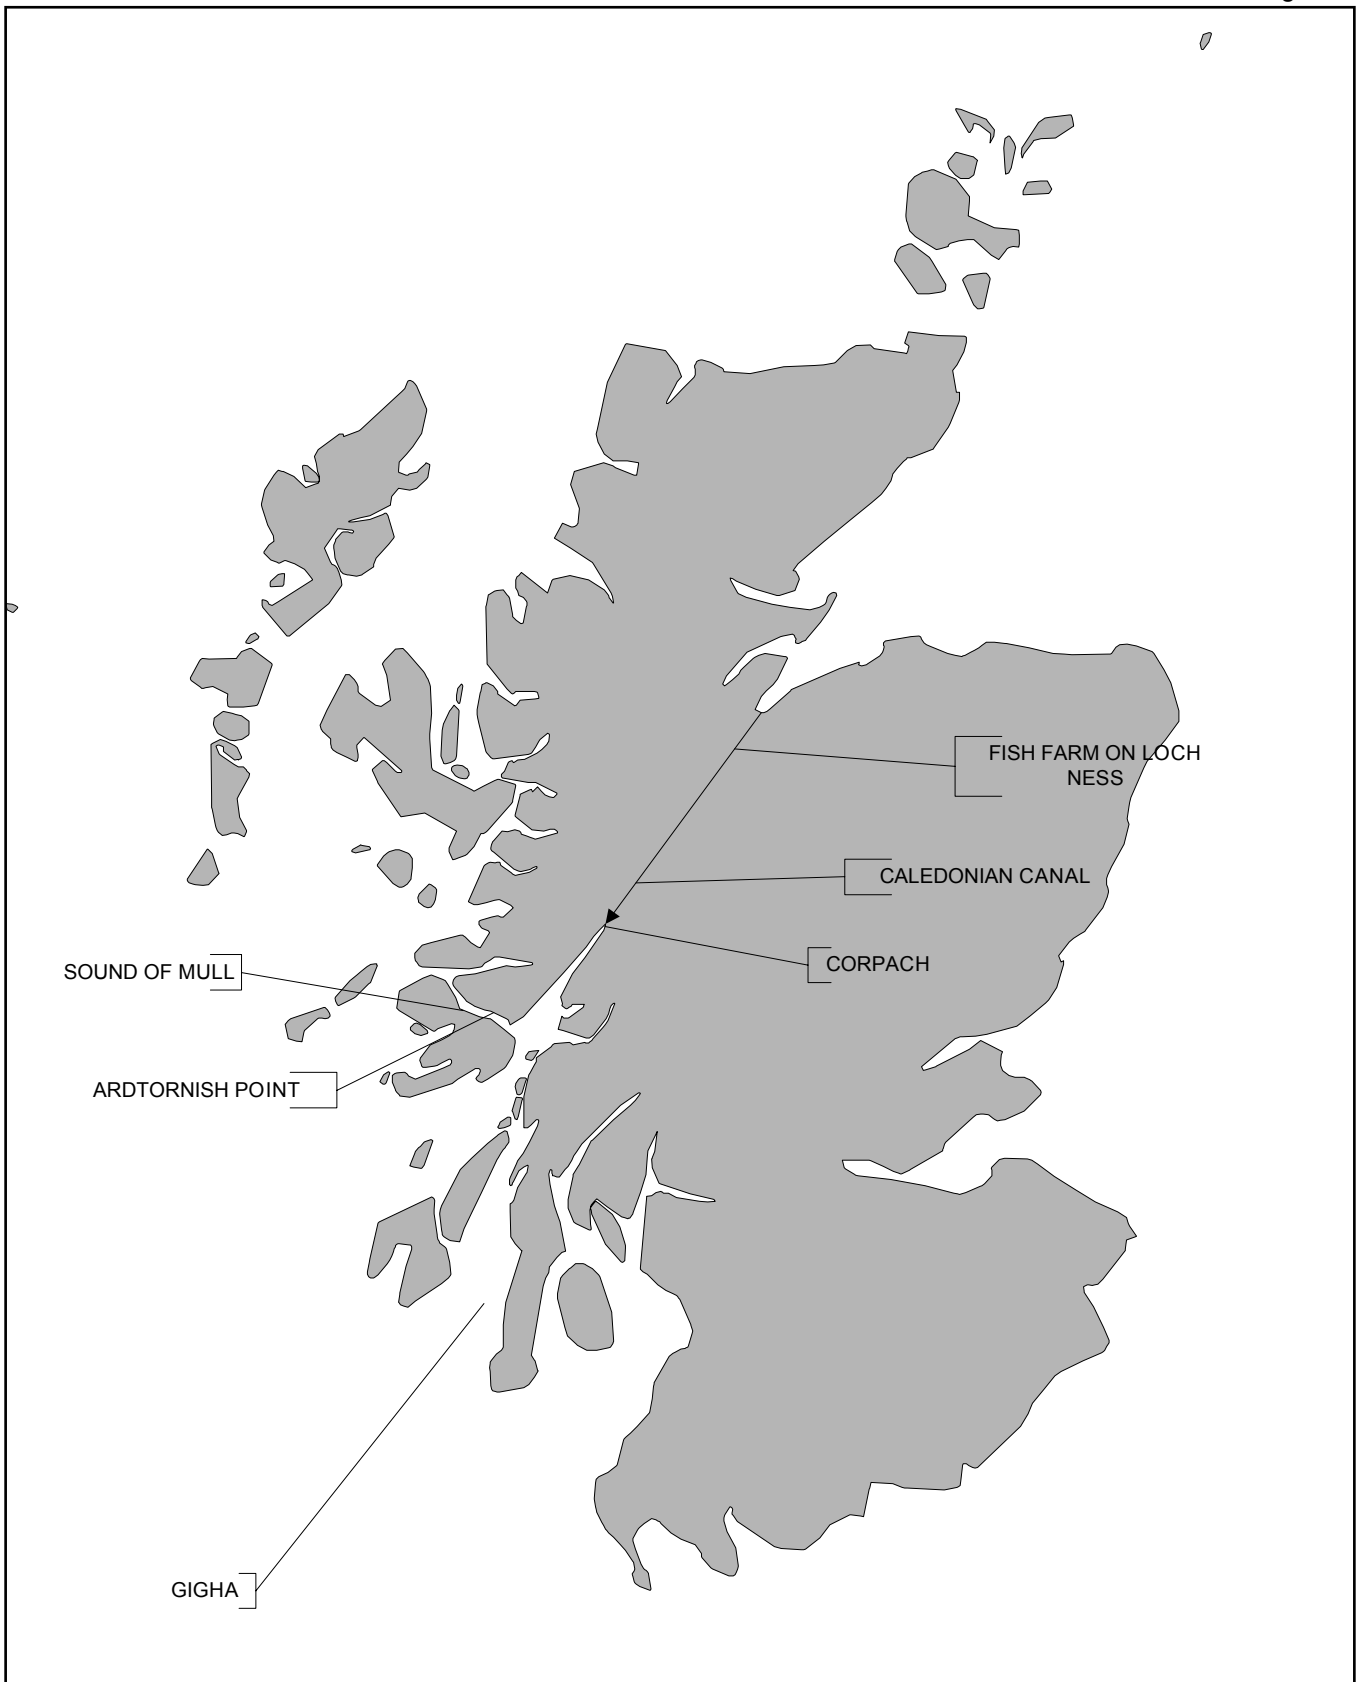 FISH FARM ON LOCH
NESS
CALEDONIAN CANAL
CORPACH
SOUND OF MULL
ARDTORNISH POINT
GIGHA